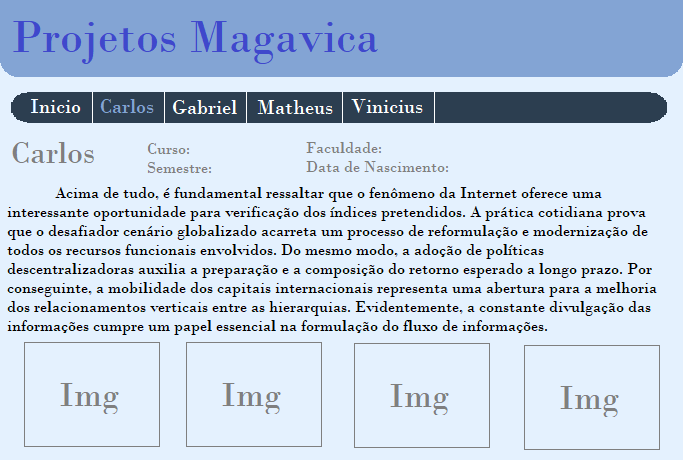 Projetos Magavica
Inicio Carlos Gabriel Matheus Vinicius
Carlos
Curso:
Semestre:
Faculdade:
Data de Nascimento:
Acima de tudo, é fundamental ressaltar que o fenômeno da Internet oferece uma
interessante oportunidade para verificação dos índices pretendidos. A prática cotidiana prova
que o desafiador cenário globalizado acarreta um processo de reformulação e modernização de
todos os recursos funcionais envolvidos. Do mesmo modo, a adoção de políticas
descentralizadoras auxilia a preparação e a composição do retorno esperado a longo prazo. Por
conseguinte, a mobilidade dos capitais internacionais representa uma abertura para a melhoria
dos relacionamentos verticais entre as hierarquias. Evidentemente, a constante divulgação das
informações cumpre um papel essencial na formulação do fluxo de informações.
Img Img Img Img